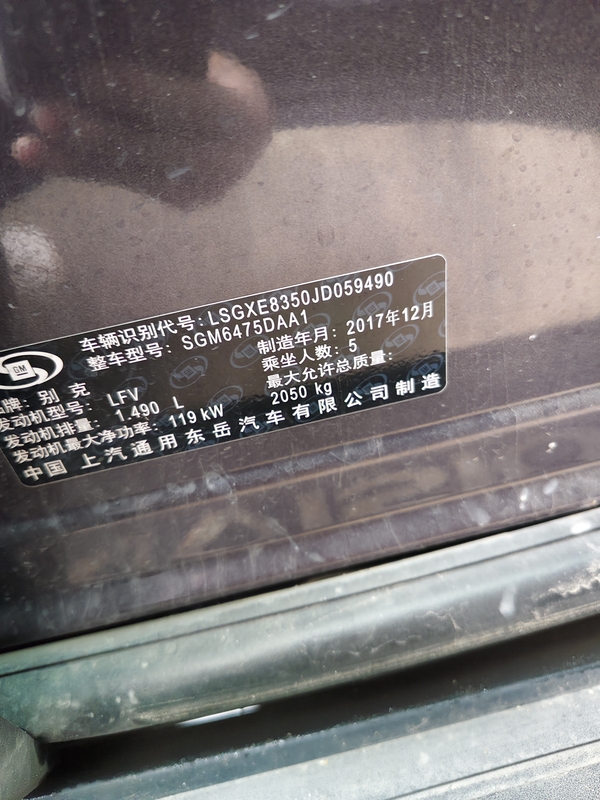 车辆识别代号:LSGXE8350JD059490
整车型号: SGM6475DAA1
GM
品牌: 别 克
制造年月: 2017年12月
发动机型号: LFV
乘坐人数: 5
发动机排量: 1.490 L
最大允许总质量:
发动机最大净功率: 119 kW
2050 kg
中国 上汽通用东岳汽车有限公司制造